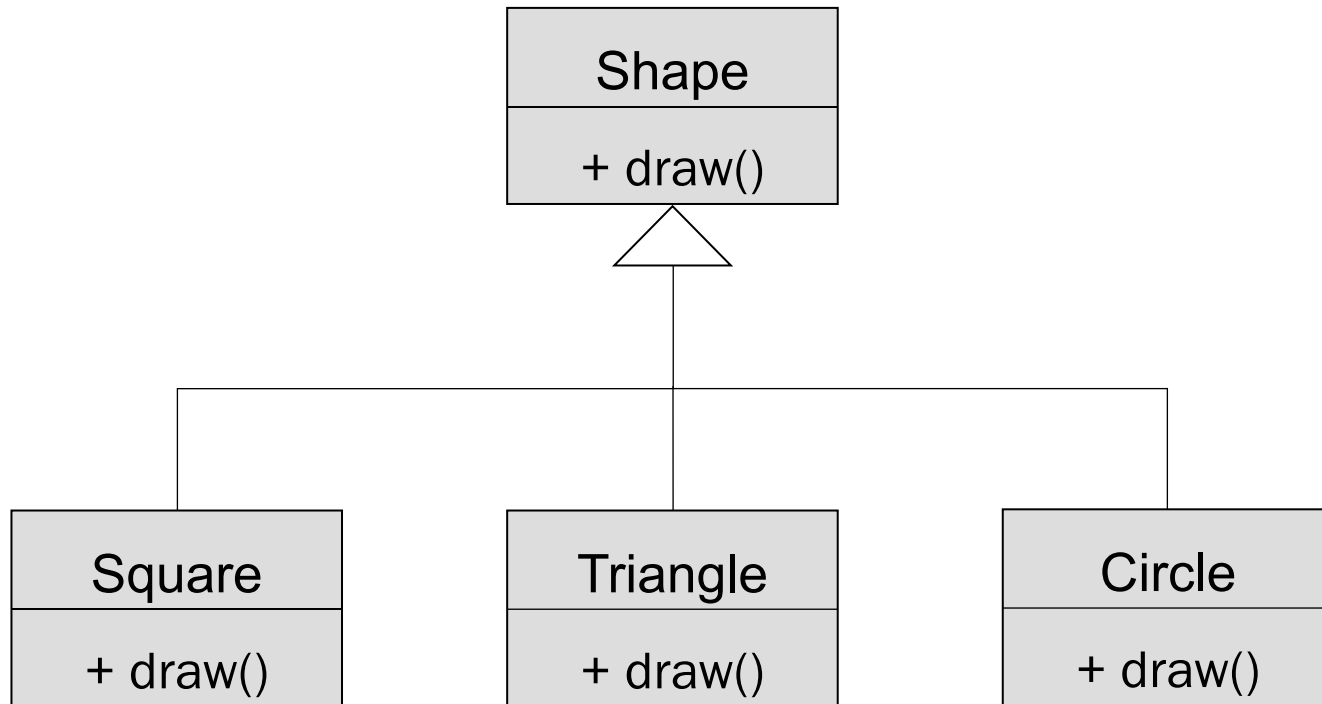 Shape
+ draw()
Square
+ draw()
Triangle
+ draw()
Circle
+ draw()